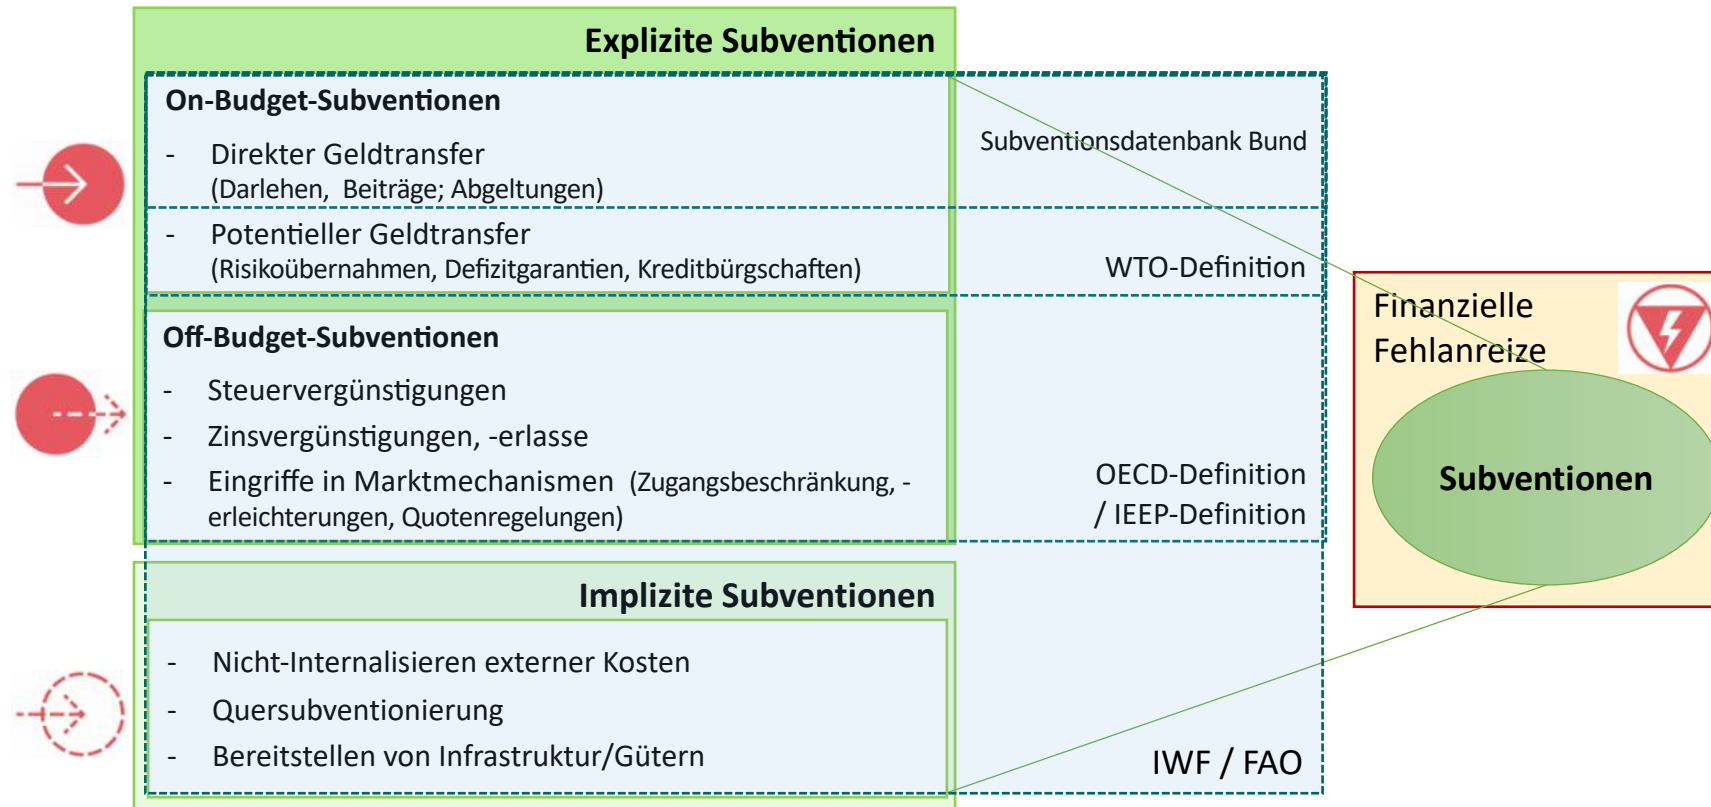 Explizite Subventionen
On-Budget-Subventionen
- Direkter Geldtransfer
(Darlehen, Beiträge; Abgeltungen)
Subventionsdatenbank Bund
- Potentieller Geldtransfer
(Risikoübernahmen, Defizitgarantien, Kreditbürgschaften)
WTO-Definition
Off-Budget-Subventionen
- Steuervergünstigungen
- Zinsvergünstigungen, -erlasse
- Eingriffe in Marktmechanismen (Zugangsbeschränkung, -
erleichterungen, Quotenregelungen)
OECD-Definition
/ IEEP-Definition
Implizite Subventionen
- Nicht-Internalisieren externer Kosten
- Quersubventionierung
- Bereitstellen von Infrastruktur/Gütern
IWF / FAO
Finanzielle
Fehlanreize
Subventionen